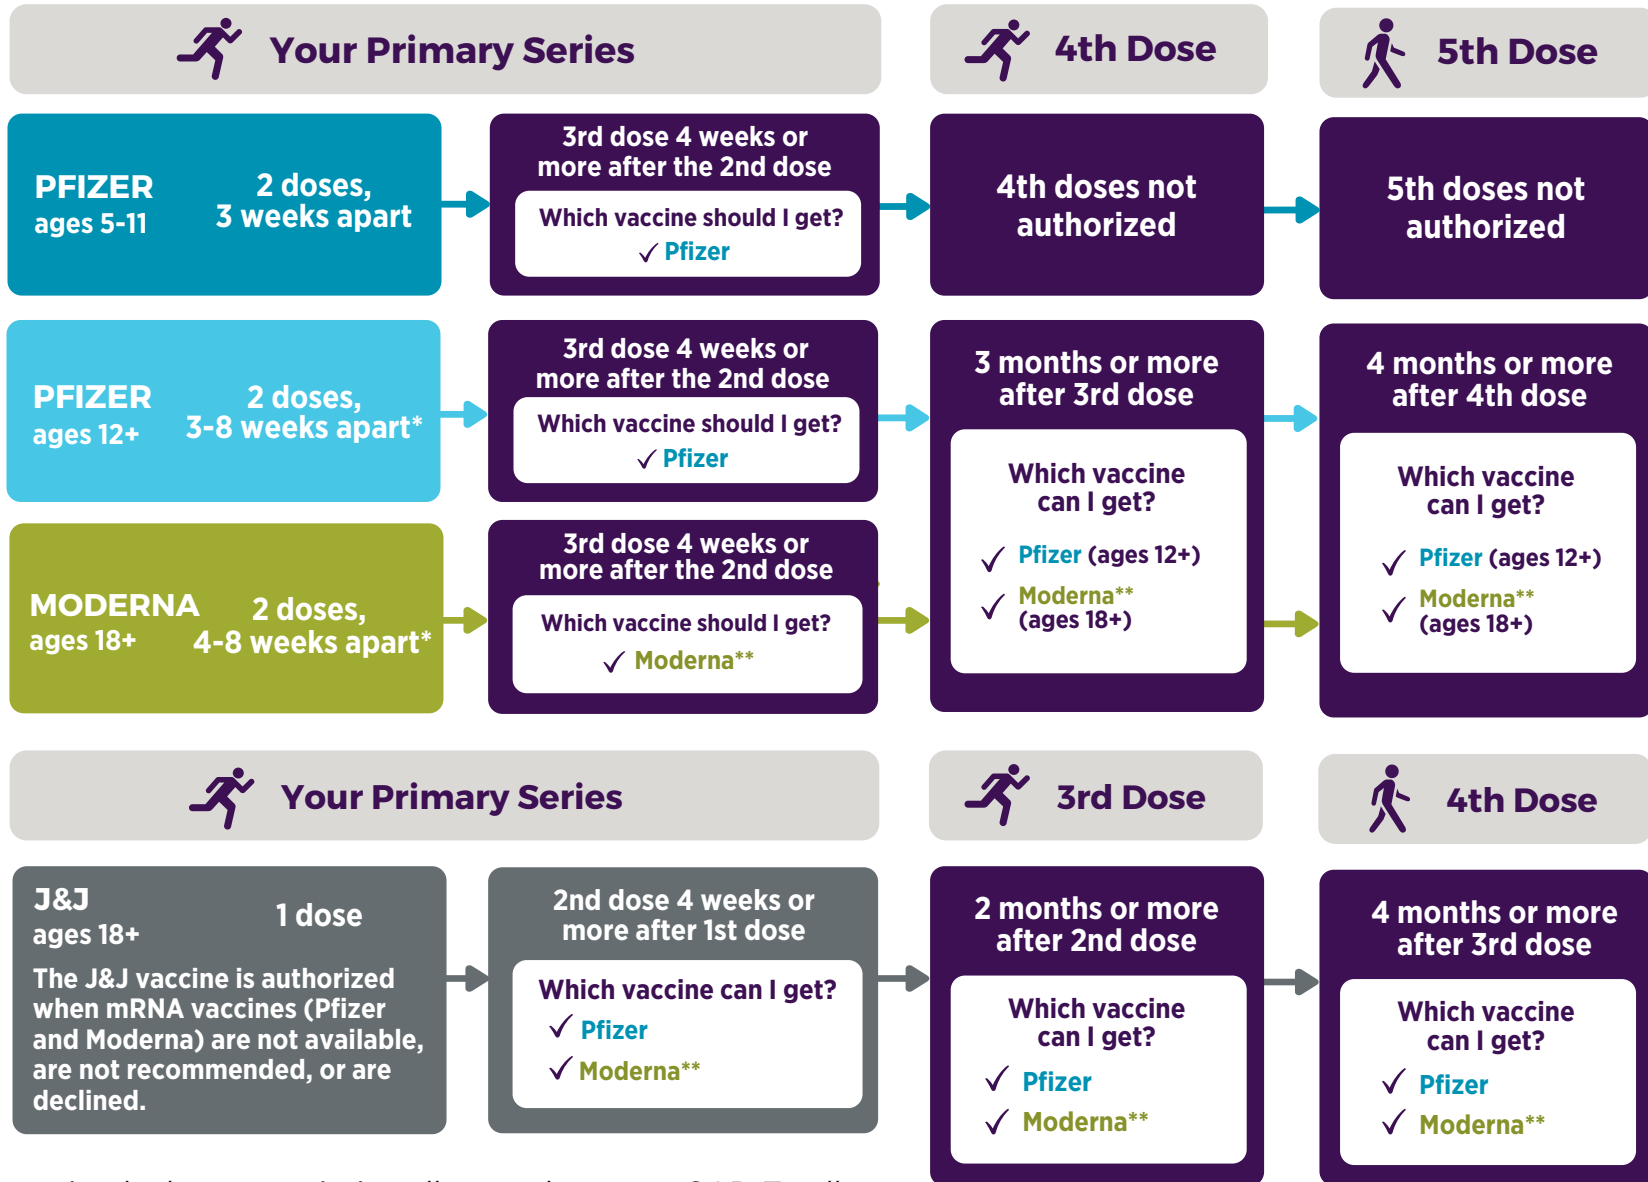 Your Primary Series
4th Dose
5th Dose
PFIZER
ages 5-11
2 doses,
3 weeks apart
3rd dose 4 weeks or
more after the 2nd dose
Which vaccine should I get?
✓ Pfizer
4th doses not
authorized
5th doses not
authorized
PFIZER
ages 12+
2 doses,
3-8 weeks apart*
3rd dose 4 weeks or
more after the 2nd dose
Which vaccine should I get?
✓ Pfizer
MODERNA
ages 18+
2 doses,
4-8 weeks apart*
3rd dose 4 weeks or
more after the 2nd dose
Which vaccine should I get?
✓ Moderna**
3 months or more
after 3rd dose
Which vaccine
can I get?
✓ Pfizer (ages 12+)
✓ Moderna**
(ages 18+)
4 months or more
after 4th dose
Which vaccine
can I get?
✓ Pfizer (ages 12+)
✓ Moderna**
(ages 18+)
Your Primary Series
3rd Dose
4th Dose
J&J
ages 18+
1 dose
The J&J vaccine is authorized
when mRNA vaccines (Pfizer
and Moderna) are not available,
are not recommended, or are
declined.
2nd dose 4 weeks or
more after 1st dose
Which vaccine can I get?
✓ Pfizer
✓ Moderna**
2 months or more
after 2nd dose
Which vaccine
can I get?
✓ Pfizer
✓ Moderna**
4 months or more
after 3rd dose
Which vaccine
can I get?
✓ Pfizer
✓ Moderna**